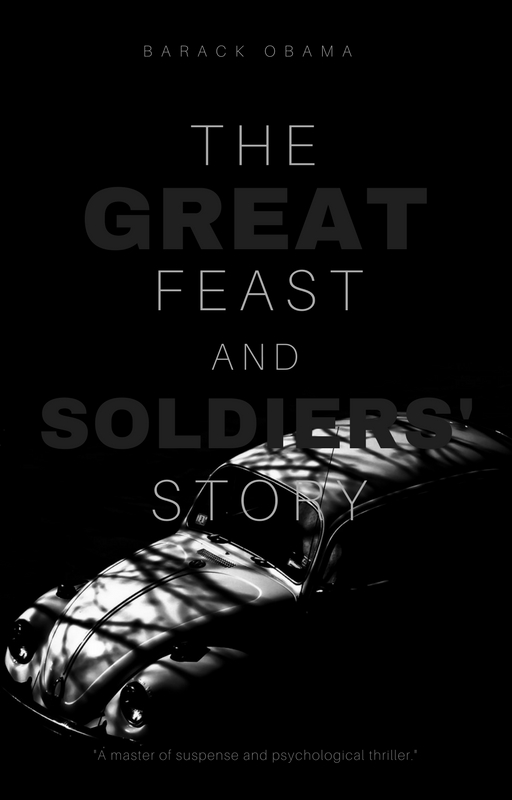 BARACK OBAMA
THE
GREAT
FEAST
AND
SOLDIERS'
STORY
"A master of suspense and psychological thriller."